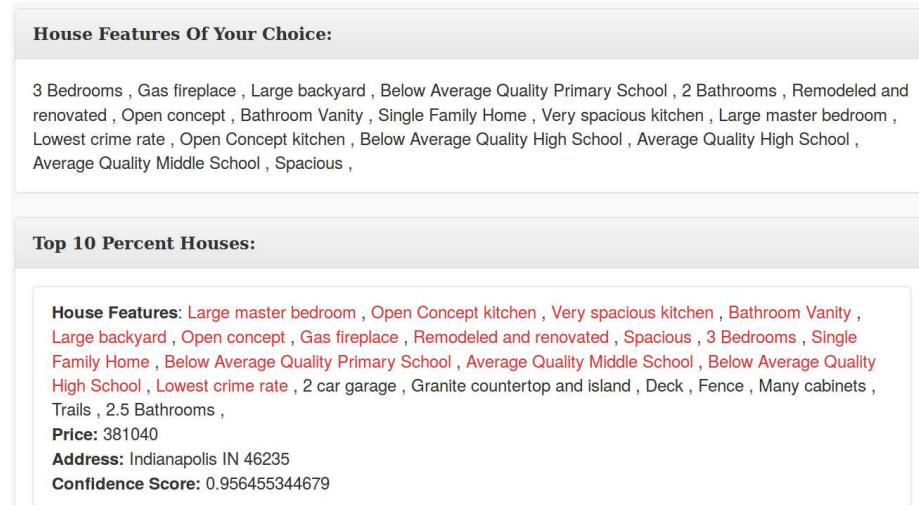 House Features Of Your Choice:
3 Bedrooms , Gas fireplace , Large backyard , Below Average Quality Primary School , 2 Bathrooms , Remodeled and
renovated , Open concept , Bathroom Vanity , Single Family Home , Very spacious kitchen , Large master bedroom ,
Lowest crime rate , Open Concept kitchen , Below Average Quality High School , Average Quality High School ,
Average Quality Middle School , Spacious ,
Top 10 Percent Houses:
House Features: Large master bedroom , Open Concept kitchen , Very spacious kitchen , Bathroom Vanity ,
Large backyard , Open concept , Gas fireplace , Remodeled and renovated , Spacious , 3 Bedrooms , Single
Family Home , Below Average Quality Primary School , Average Quality Middle School , Below Average Quality
High School , Lowest crime rate , 2 car garage , Granite countertop and island , Deck , Fence , Many cabinets ,
Trails , 2.5 Bathrooms ,
Price: 381040
Address: Indianapolis IN 46235
Confidence Score: 0.956455344679